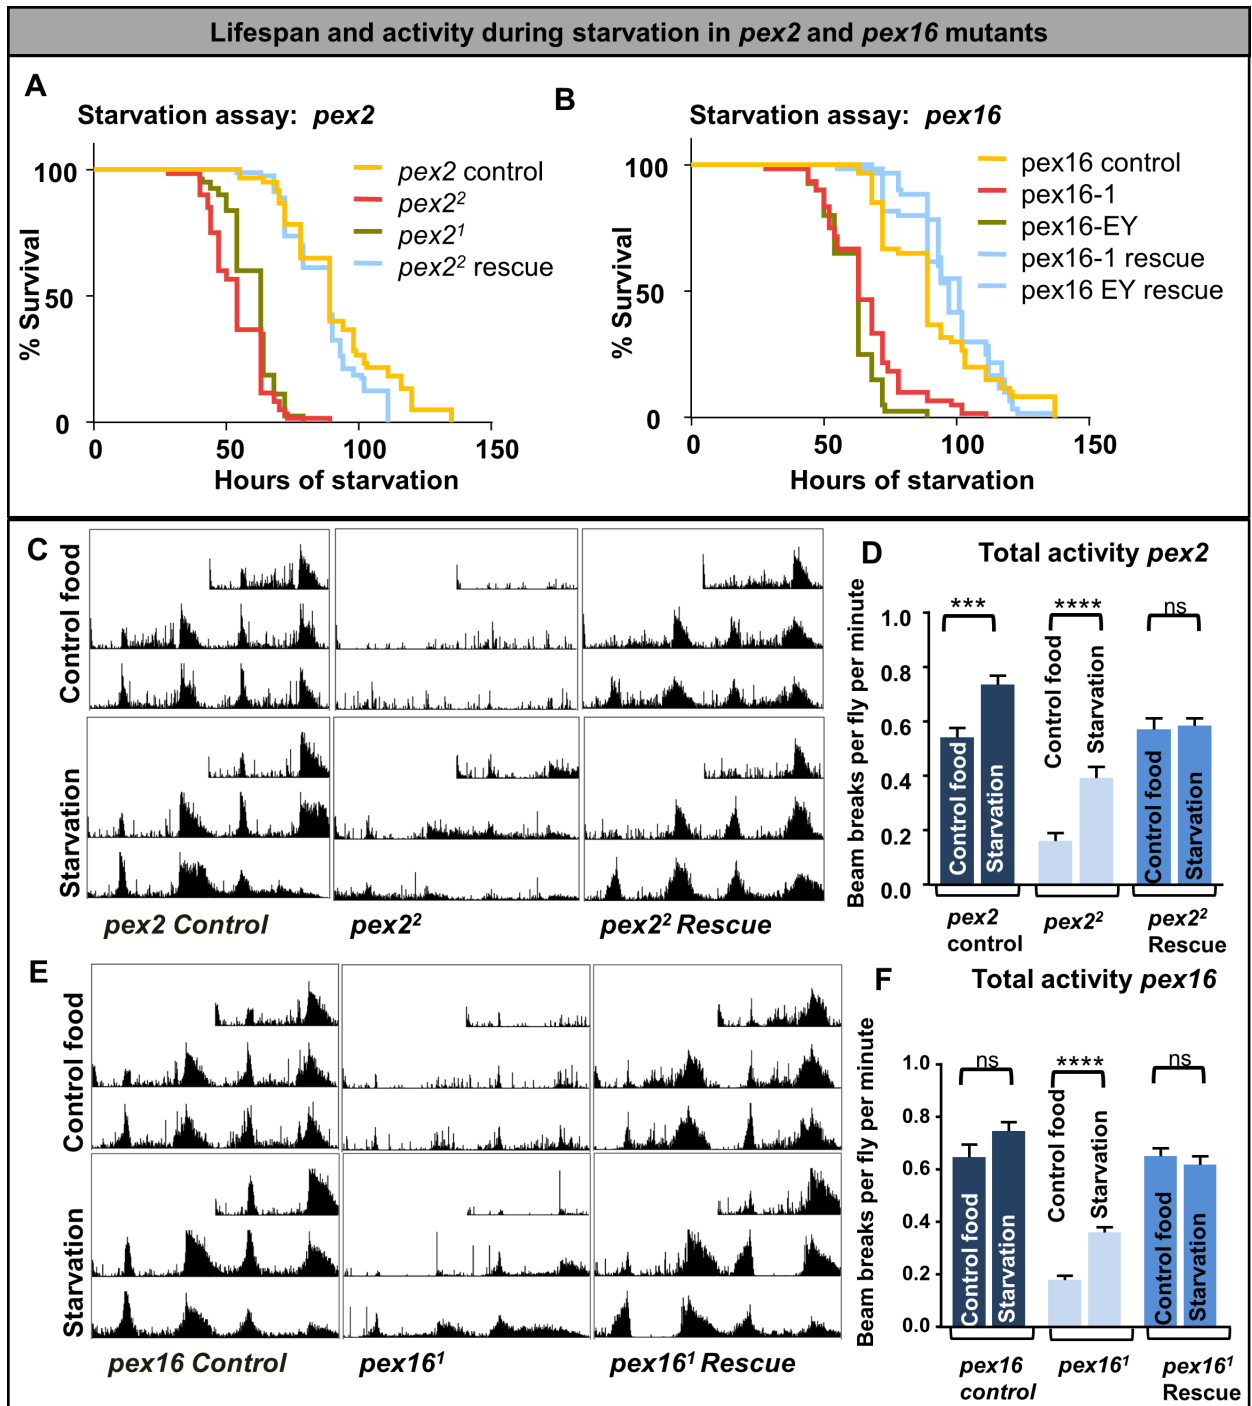 Lifespan and activity during starvation in pex2 and pex16 mutants
A
Starvation assay: pex2
% Survival
100
50
0
0 50 100 150
Hours of starvation
pex2 control
pex2²
pex2¹
pex2² rescue
B
Starvation assay: pex16
% Survival
100
50
0
0 50 100 150
Hours of starvation
pex16 control
pex16-1
pex16-EY
pex16-1 rescue
pex16 EY rescue
C
Control food
Starvation
pex2 Control
pex2²
pex2² Rescue
D
Total activity pex2
Beam breaks per fly per minute
1.0
0.8
0.6
0.4
0.2
0.0
***
****
ns
Control food
Starvation
Control food
Starvation
Control food
Starvation
pex2
control
pex2²
pex2²
Rescue
E
Control food
Starvation
pex16 Control
pex16¹
pex16¹ Rescue
F
Total activity pex16
Beam breaks per fly per minute
1.0
0.8
0.6
0.4
0.2
0.0
ns
****
ns
Control food
Starvation
Control food
Starvation
Control food
Starvation
pex16
control
pex16¹
pex16¹
Rescue